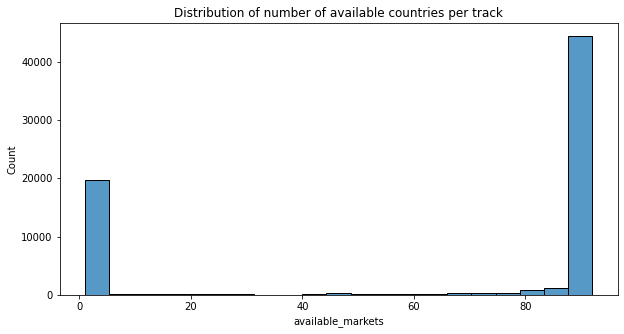 Distribution of number of available countries per track
Count
40000
30000
20000
10000
0
0 20 40 60 80
available_markets